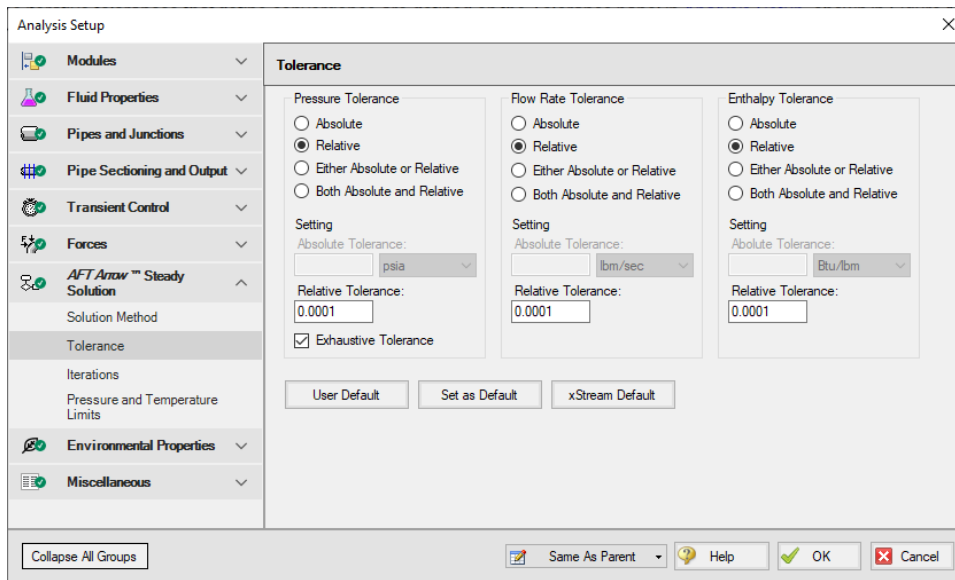 Analysis Setup
Modules
Fluid Properties
Pipes and Junctions
Pipe Sectioning and Output
Transient Control
Forces
AFT Arrow ™ Steady
Solution
Solution Method
Tolerance
Iterations
Pressure and Temperature
Limits
Environmental Properties
Miscellaneous
Tolerance
Pressure Tolerance
Absolute
Relative
Either Absolute or Relative
Both Absolute and Relative
Setting
Absolute Tolerance:
psia
Relative Tolerance:
0.0001
Exhaustive Tolerance
Flow Rate Tolerance
Absolute
Relative
Either Absolute or Relative
Both Absolute and Relative
Setting
Absolute Tolerance:
lbm/sec
Relative Tolerance:
0.0001
Enthalpy Tolerance
Absolute
Relative
Either Absolute or Relative
Both Absolute and Relative
Setting
Abolute Tolerance:
Btu/lbm
Relative Tolerance:
0.0001
User Default
Set as Default
xStream Default
Collapse All Groups
Same As Parent
Help
OK
Cancel